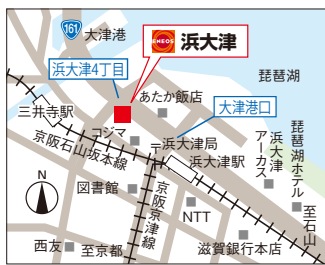 161
大津港
ENEOS
浜大津
浜大津4丁目
琵琶湖
あたか飯店
大津港口
三井寺駅
コジマ
京阪石山坂本線
浜大津局
浜大津駅
浜大津
アーカス
琵琶湖ホテル
至石山
N
図書館
京阪京津線
NTT
西友
至京都
滋賀銀行本店